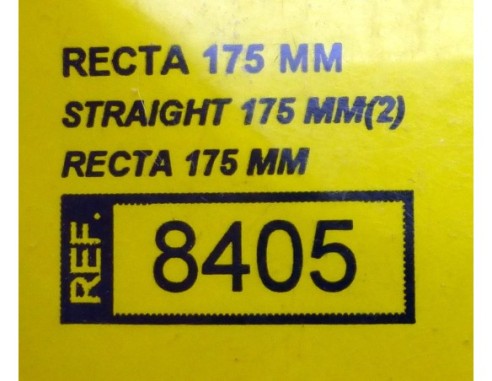 RECTA 175 MM
STRAIGHT 175 MM(2)
RECTA 175 MM
REF. 8405